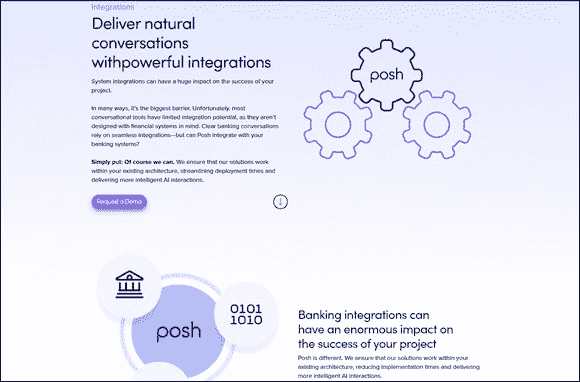 Integrations
Deliver natural
conversations
withpowerful integrations
System integrations can have a huge impact on the success of your
project.
In many ways, it's the biggest barrier. Unfortunately, most
conversational tools have limited integration potential, as they aren't
designed with financial systems in mind. Clear banking conversations
rely on seamless integrations—but can Posh integrate with your
banking systems?
Simply put: Of course we can. We ensure that our solutions work
within your existing architecture, streamlining deployment times and
delivering more intelligent AI interactions.
Request a Demo
posh
posh
0101
1010
Banking integrations can
have an enormous impact on
the success of your project
Posh is different. We ensure that our solutions work within your
existing architecture, reducing implementation times and delivering
more intelligent AI interactions.